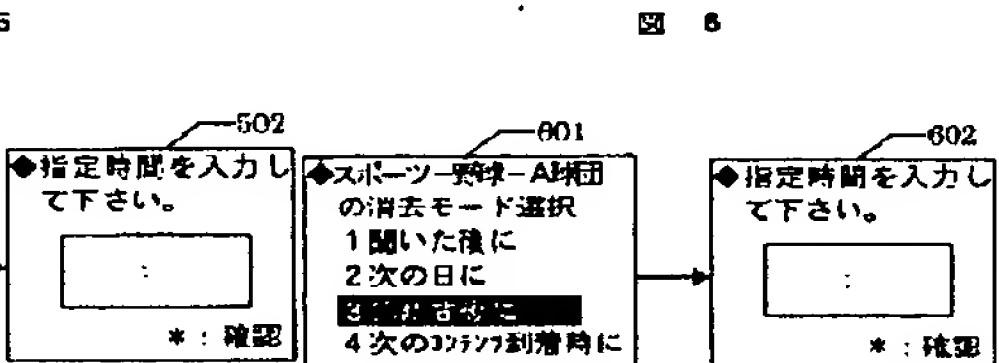 5
図 6
502
◆指定時間を入力し
て下さい。
:
*:確認
601
◆スポーツ-野球-A球団
の消去モード選択
1 聞いた後に
2 次の日に
3
4 次のコンテンツ到着時に
602
◆指定時間を入力し
て下さい。
:
*:確認